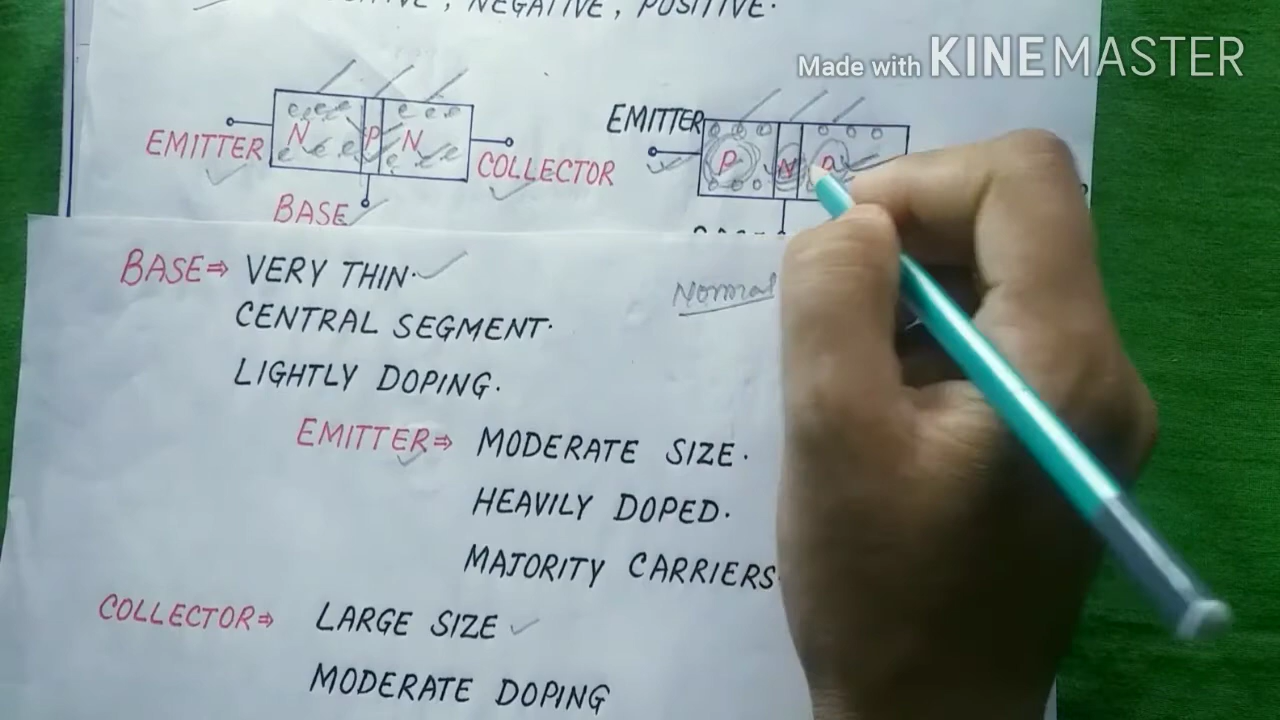 NEGATIVE, POSITIVE.
Made with KINEMASTER
e e e e
e e e
N P N
e e e e
e e e
EMITTER
COLLECTOR
BASE
EMITTER
P N P
BASE⇒ VERY THIN.
CENTRAL SEGMENT.
LIGHTLY DOPING.
Normal
EMITTER⇒ MODERATE SIZE.
HEAVILY DOPED.
MAJORITY CARRIERS
COLLECTOR⇒ LARGE SIZE
MODERATE DOPING